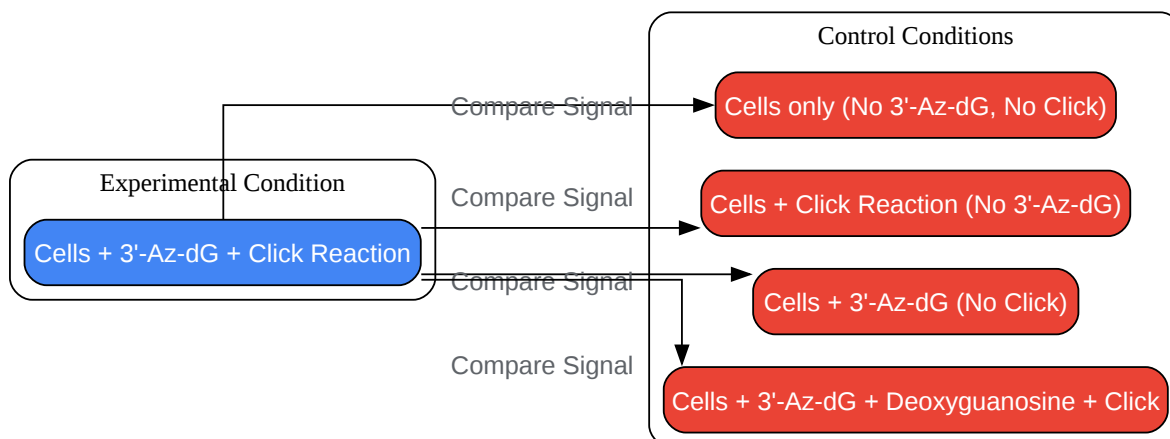 Control Conditions
Compare Signal
Cells only (No 3'-Az-dG, No Click)
Experimental Condition
Compare Signal
Cells + Click Reaction (No 3'-Az-dG)
Cells + 3'-Az-dG + Click Reaction
Compare Signal
Cells + 3'-Az-dG (No Click)
Compare Signal
Cells + 3'-Az-dG + Deoxyguanosine + Click